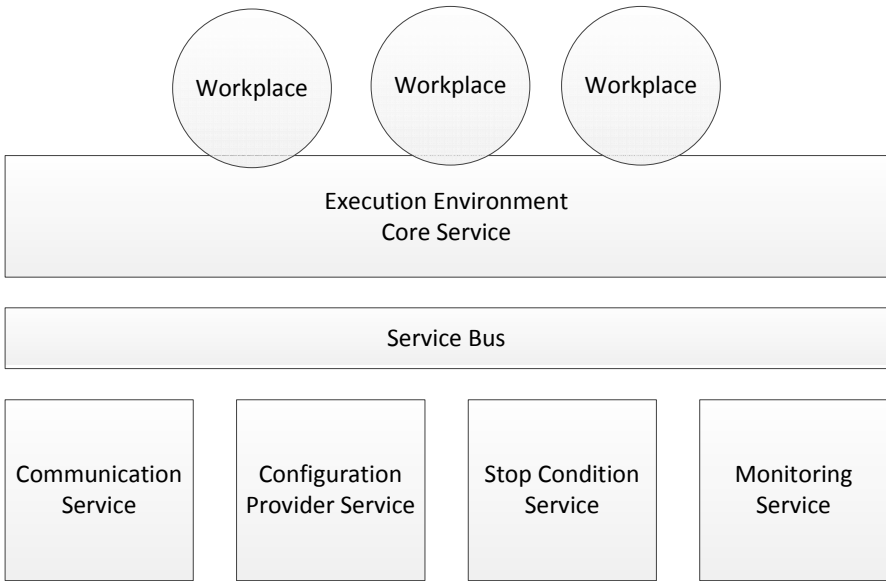 Workplace
Workplace
Workplace
Execution Environment
Core Service
Service Bus
Communication
Service
Configuration
Provider Service
Stop Condition
Service
Monitoring
Service